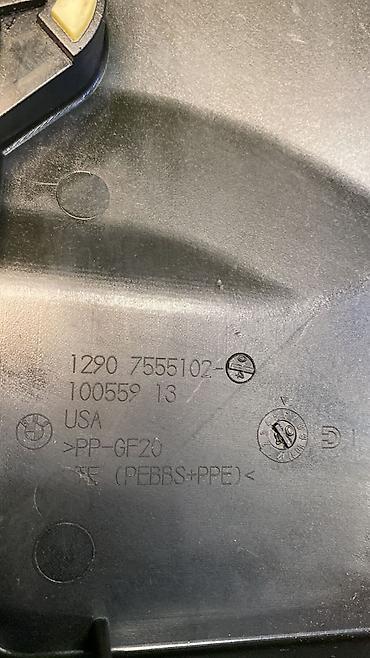 1290 7555102-
100559 13
USA
>PP-GF20
(PEBBS+PPE)<